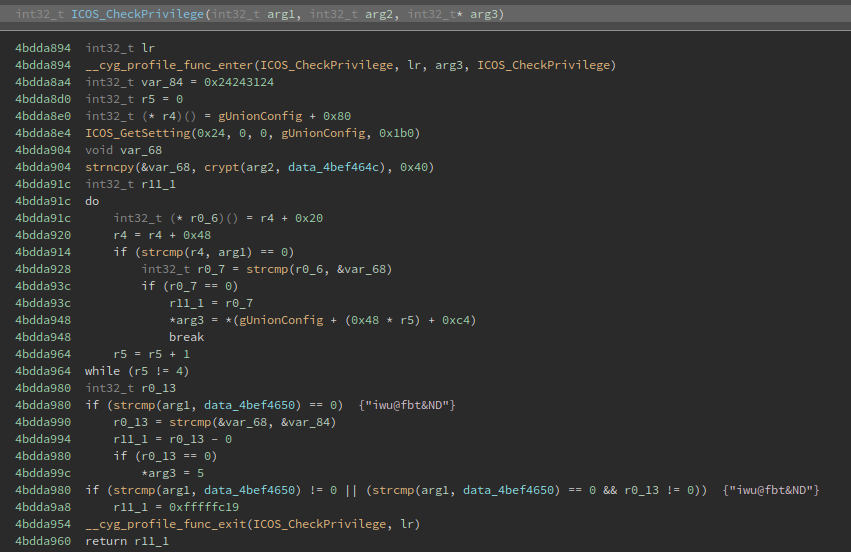 int32_t ICOS_CheckPrivilege(int32_t arg1, int32_t arg2, int32_t* arg3)
4bdda894 int32_t lr
4bdda894 __cyg_profile_func_enter(ICOS_CheckPrivilege, lr, arg3, ICOS_CheckPrivilege)
4bdda8a4 int32_t var_84 = 0x24243124
4bdda8d0 int32_t r5 = 0
4bdda8e0 int32_t (* r4)() = gUnionConfig + 0x80
4bdda8e4 ICOS_GetSetting(0x24, 0, 0, gUnionConfig, 0x1b0)
4bdda904 void var_68
4bdda904 strncpy(&var_68, crypt(arg2, data_4bef464c), 0x40)
4bdda91c int32_t r11_1
4bdda91c do
4bdda91c int32_t (* r0_6)() = r4 + 0x20
4bdda920 r4 = r4 + 0x48
4bdda914 if (strcmp(r4, arg1) == 0)
4bdda928 int32_t r0_7 = strcmp(r0_6, &var_68)
4bdda93c if (r0_7 == 0)
4bdda93c r11_1 = r0_7
4bdda948 *arg3 = *(gUnionConfig + (0x48 * r5) + 0xc4)
4bdda948 break
4bdda964 r5 = r5 + 1
4bdda964 while (r5 != 4)
4bdda980 int32_t r0_13
4bdda980 if (strcmp(arg1, data_4bef4650) == 0) {"iwu@fbt&ND"}
4bdda990 r0_13 = strcmp(&var_68, &var_84)
4bdda994 r11_1 = r0_13 - 0
4bdda980 if (r0_13 == 0)
4bdda99c *arg3 = 5
4bdda980 if (strcmp(arg1, data_4bef4650) != 0 || (strcmp(arg1, data_4bef4650) == 0 && r0_13 != 0)) {"iwu@fbt&ND"}
4bdda9a8 r11_1 = 0xfffffc19
4bdda954 __cyg_profile_func_exit(ICOS_CheckPrivilege, lr)
4bdda960 return r11_1